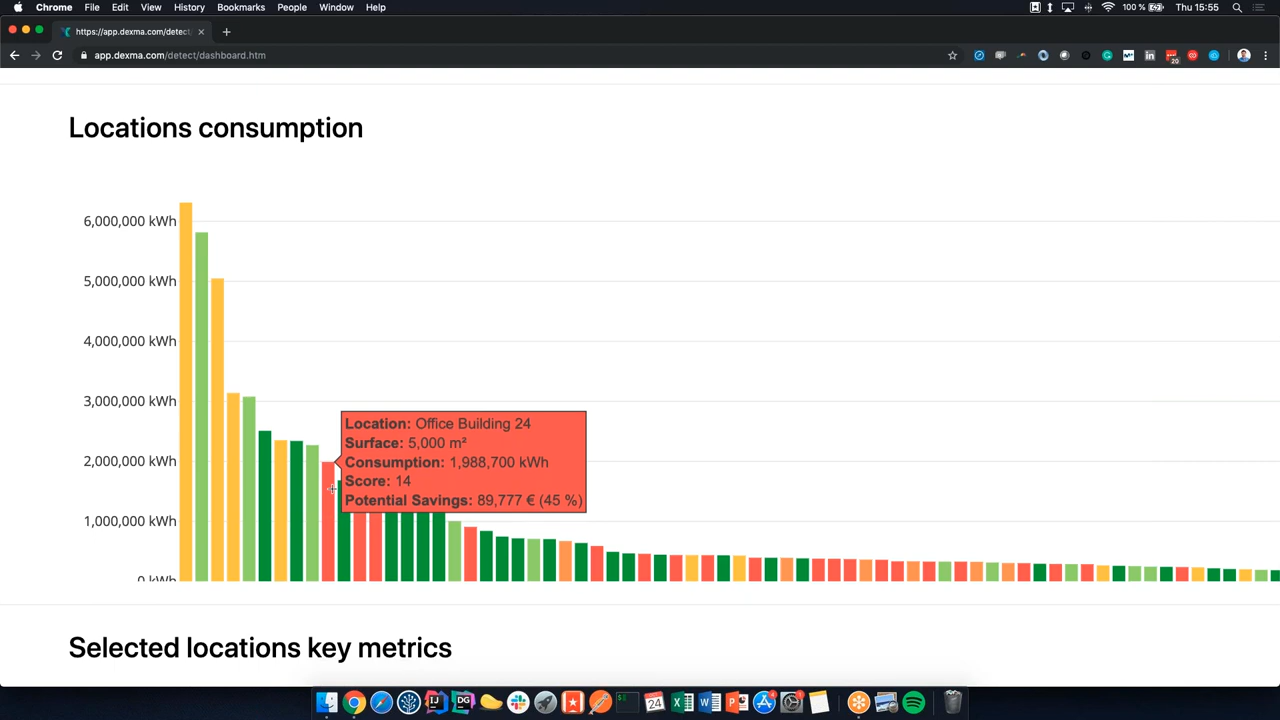 Chrome File Edit View History Bookmarks People Window Help 100 % Thu 15:55
https://app.dexma.com/detect/
app.dexma.com/detect/dashboard.htm
20
Locations consumption
6,000,000 kWh
5,000,000 kWh
4,000,000 kWh
3,000,000 kWh
2,000,000 kWh
1,000,000 kWh
0 kWh
Location: Office Building 24
Surface: 5,000 m²
Consumption: 1,988,700 kWh
Score: 14
Potential Savings: 89,777 € (45 %)
Selected locations key metrics
IJ DG 24